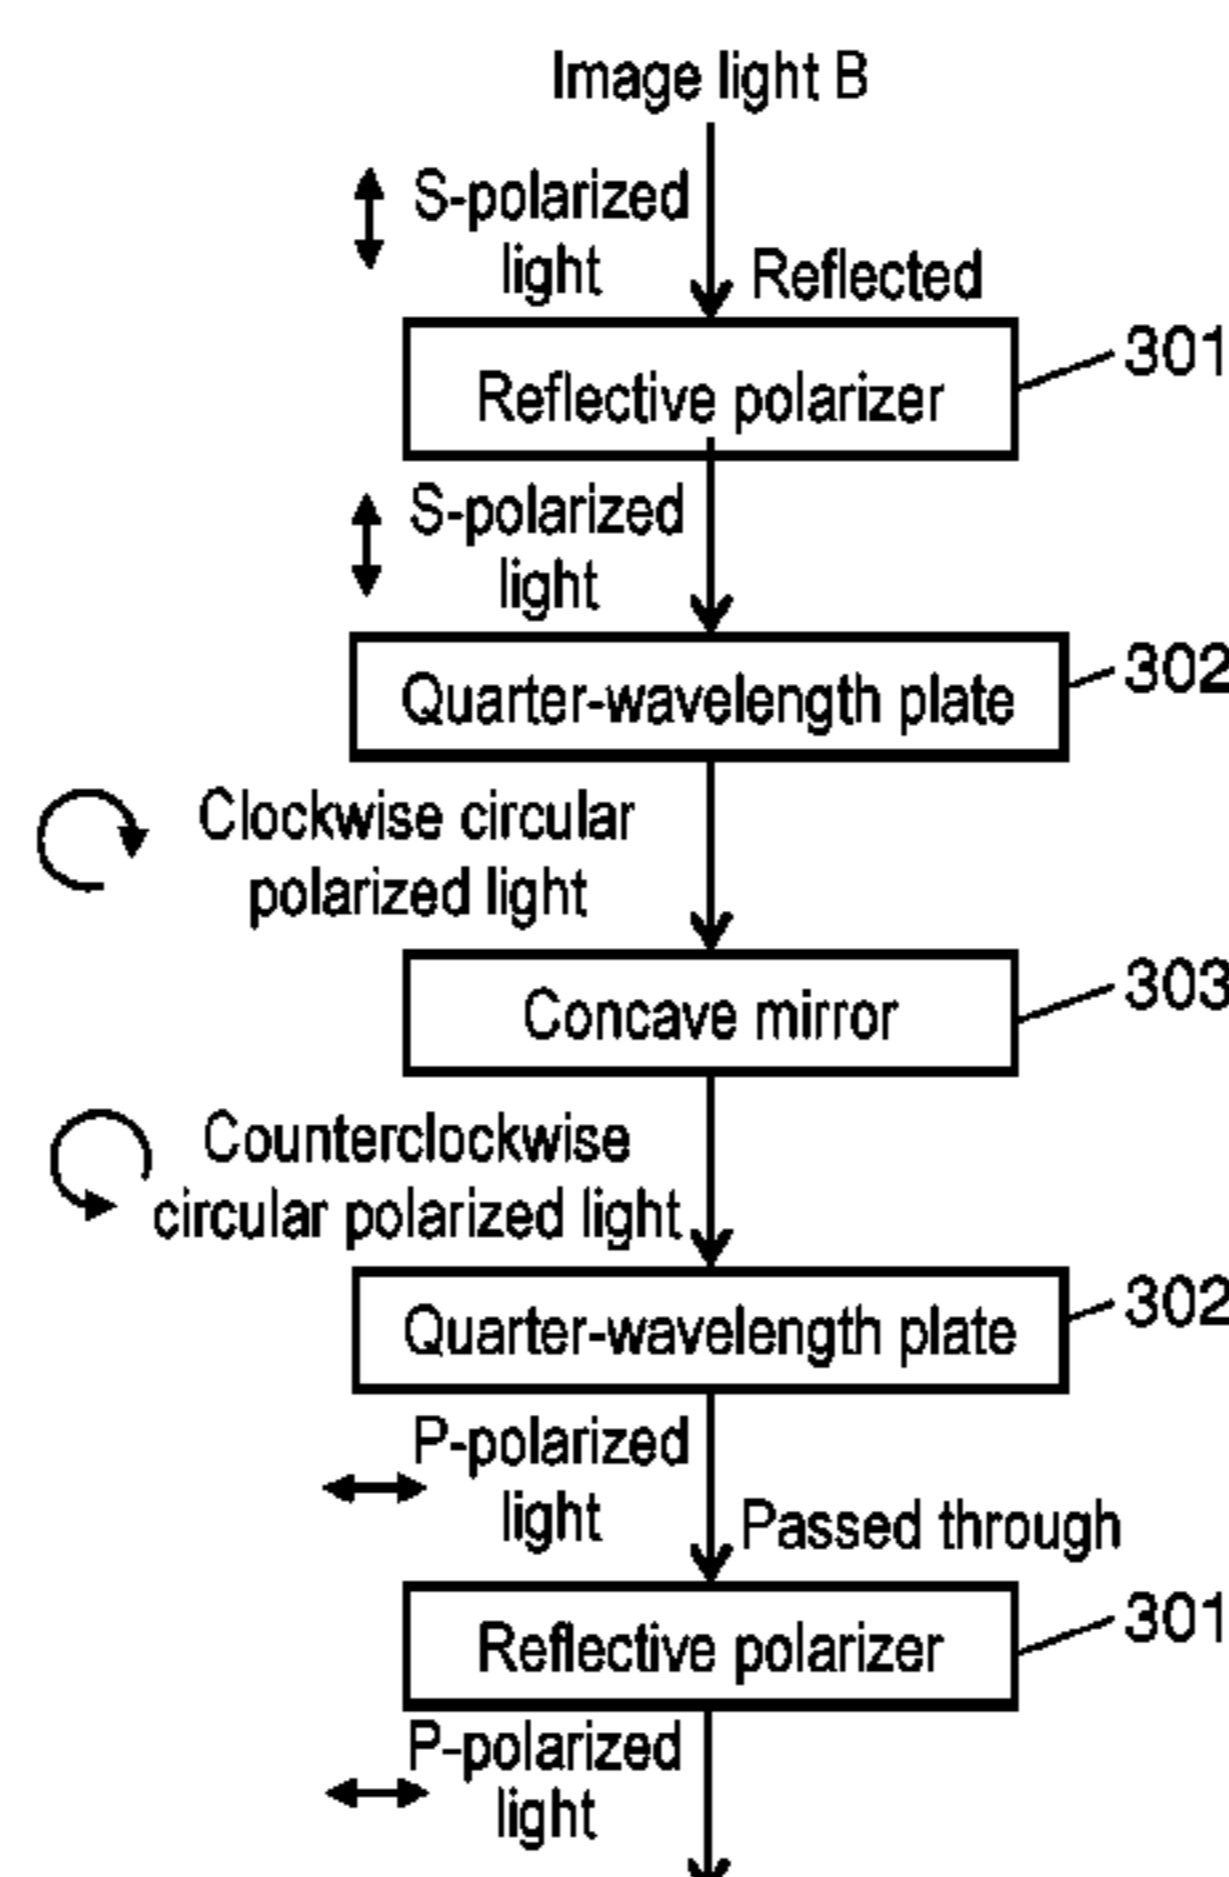 Image light B
S-polarized
light
Reflected
Reflective polarizer
301
S-polarized
light
Quarter-wavelength plate
302
Clockwise circular
polarized light
Concave mirror
303
Counterclockwise
circular polarized light
Quarter-wavelength plate
302
P-polarized
light
Passed through
Reflective polarizer
301
P-polarized
light